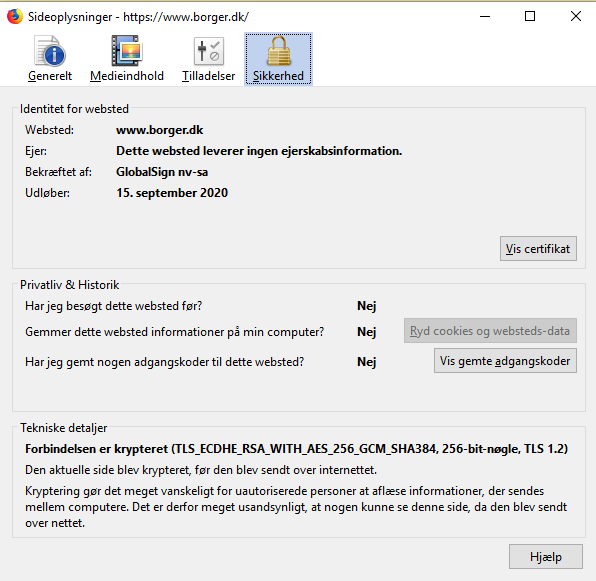 Sideoplysninger - https://www.borger.dk/
Generelt Medieindhold Tilladelser Sikkerhed
Identitet for websted
Websted: www.borger.dk
Ejer: Dette websted leverer ingen ejerskabsinformation.
Bekræftet af: GlobalSign nv-sa
Udløber: 15. september 2020
Vis certifikat
Privatliv & Historik
Har jeg besøgt dette websted før? Nej
Gemmer dette websted informationer på min computer? Nej Ryd cookies og websteds-data
Har jeg gemt nogen adgangskoder til dette websted? Nej Vis gemte adgangskoder
Tekniske detaljer
Forbindelsen er krypteret (TLS_ECDHE_RSA_WITH_AES_256_GCM_SHA384, 256-bit-nøgle, TLS 1.2)
Den aktuelle side blev krypteret, før den blev sendt over internettet.
Kryptering gør det meget vanskeligt for uautoriserede personer at aflæse informationer, der sendes
mellem computere. Det er derfor meget usandsynligt, at nogen kunne se denne side, da den blev sendt
over nettet.
Hjælp